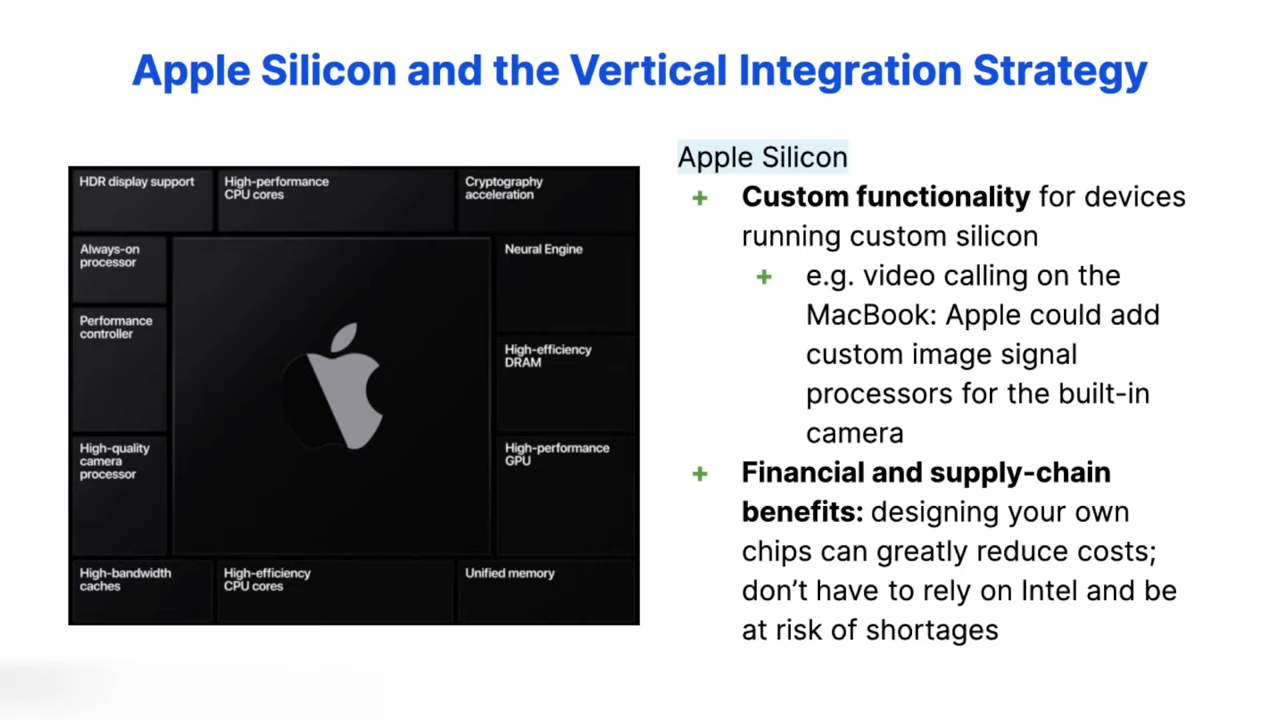 Apple Silicon and the Vertical Integration Strategy
HDR display support
High-performance
CPU cores
Cryptography
acceleration
Always-on
processor
Neural Engine
Performance
controller
High-efficiency
DRAM
High-quality
camera
processor
High-performance
GPU
High-bandwidth
caches
High-efficiency
CPU cores
Unified memory
Apple Silicon
+ Custom functionality for devices
running custom silicon
+ e.g. video calling on the
MacBook: Apple could add
custom image signal
processors for the built-in
camera
+ Financial and supply-chain
benefits: designing your own
chips can greatly reduce costs;
don’t have to rely on Intel and be
at risk of shortages